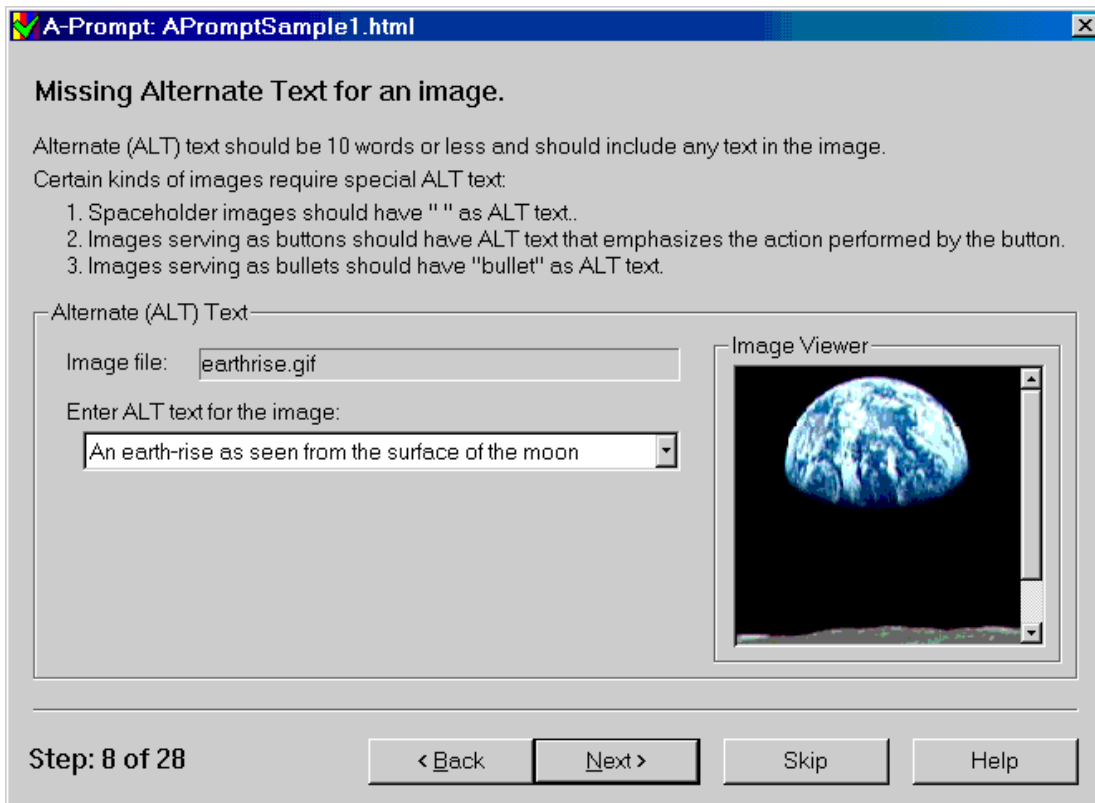 A-Prompt: APromptSample1.html
Missing Alternate Text for an image.
Alternate (ALT) text should be 10 words or less and should include any text in the image.
Certain kinds of images require special ALT text:
1. Spaceholder images should have " " as ALT text..
2. Images serving as buttons should have ALT text that emphasizes the action performed by the button.
3. Images serving as bullets should have "bullet" as ALT text.
Alternate (ALT) Text
Image file: earthrise.gif
Enter ALT text for the image:
An earth-rise as seen from the surface of the moon
Image Viewer
Step: 8 of 28
< Back
Next >
Skip
Help